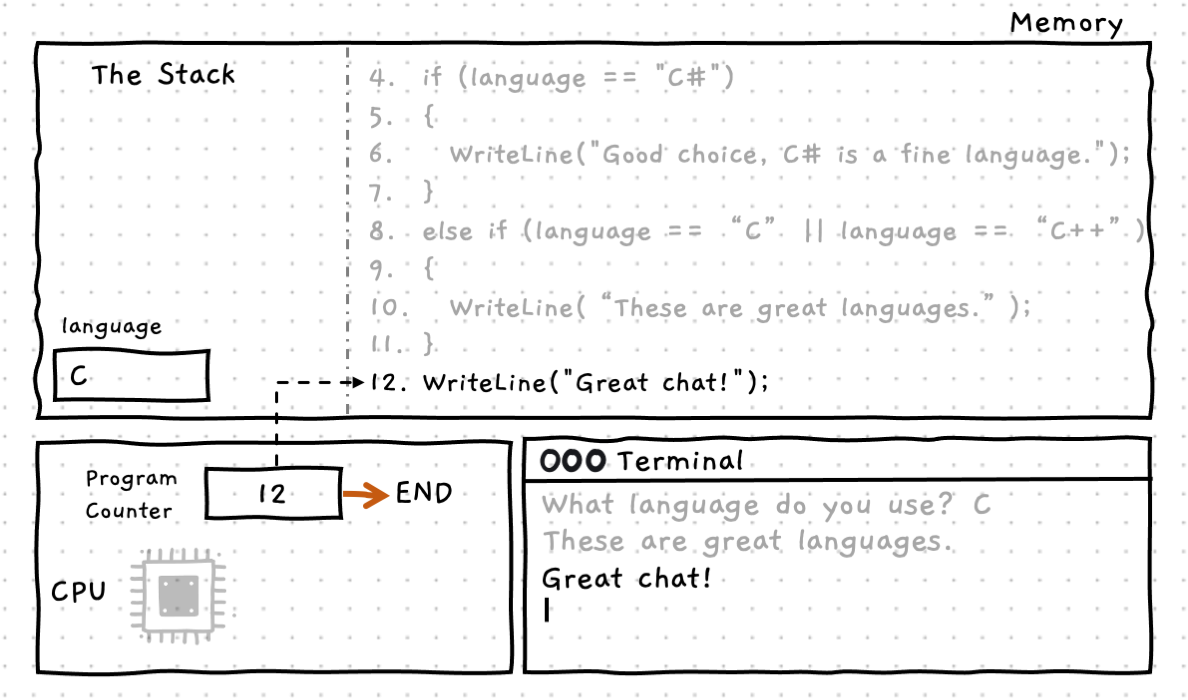 Memory
The Stack
4. if (language == "C#")
5. {
6. WriteLine("Good choice, C# is a fine language.");
7. }
8. else if (language == “C” || language == “C++” )
9. {
10. WriteLine( “These are great languages.” );
11. }
12. WriteLine("Great chat!");
language
C
Program
Counter
12
END
CPU
Terminal
What language do you use? C
These are great languages.
Great chat!